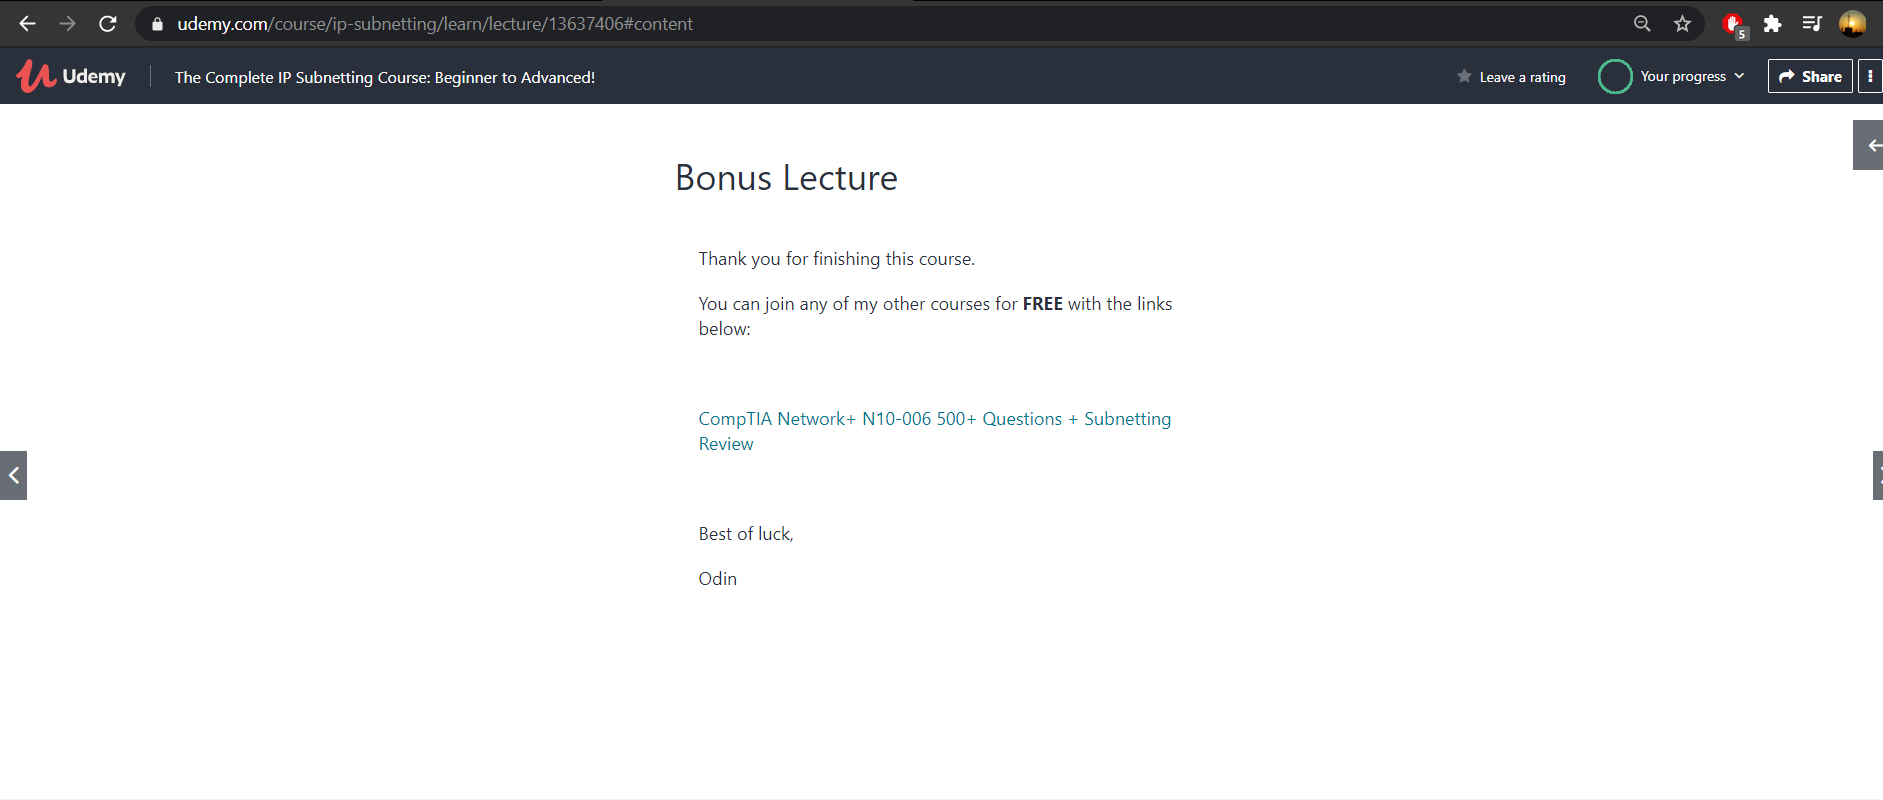 udemy.com/course/ip-subnetting/learn/lecture/13637406#content
5
Udemy
The Complete IP Subnetting Course: Beginner to Advanced!
Leave a rating
Your progress
Share
Bonus Lecture
Thank you for finishing this course.
You can join any of my other courses for FREE with the links
below:
CompTIA Network+ N10-006 500+ Questions + Subnetting
Review
Best of luck,
Odin